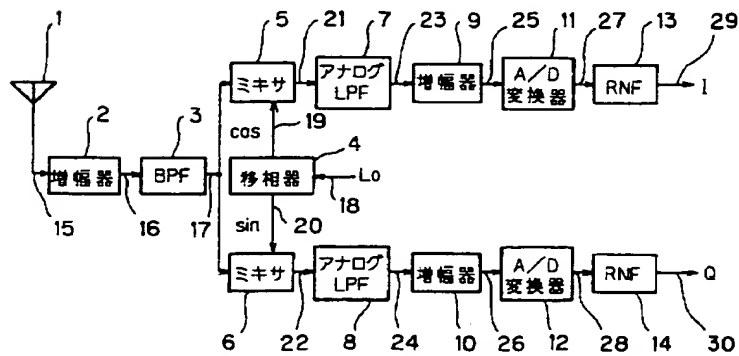 1
2
3
5
21
7
23
9
25
11
27
13
29
ミキサ
アナログ
LPF
増幅器
A/D
変換器
RNF
I
cos
19
4
増幅器
BPF
移相器
Lo
15
16
17
18
sin
20
ミキサ
アナログ
LPF
増幅器
A/D
変換器
RNF
Q
6
22
8
24
10
26
12
28
14
30